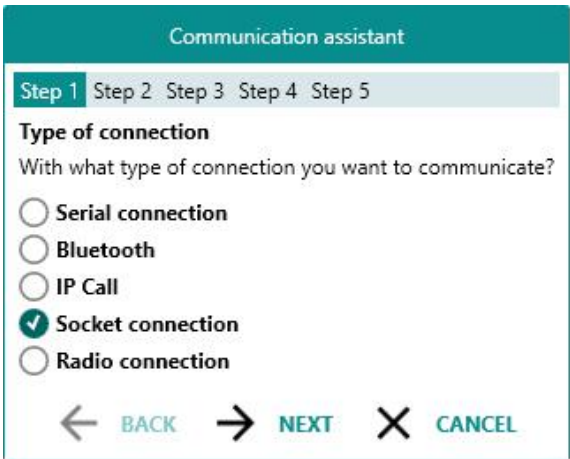 Communication assistant
Step 1 Step 2 Step 3 Step 4 Step 5
Type of connection
With what type of connection you want to communicate?
Serial connection
Bluetooth
IP Call
Socket connection
Radio connection
BACK NEXT CANCEL